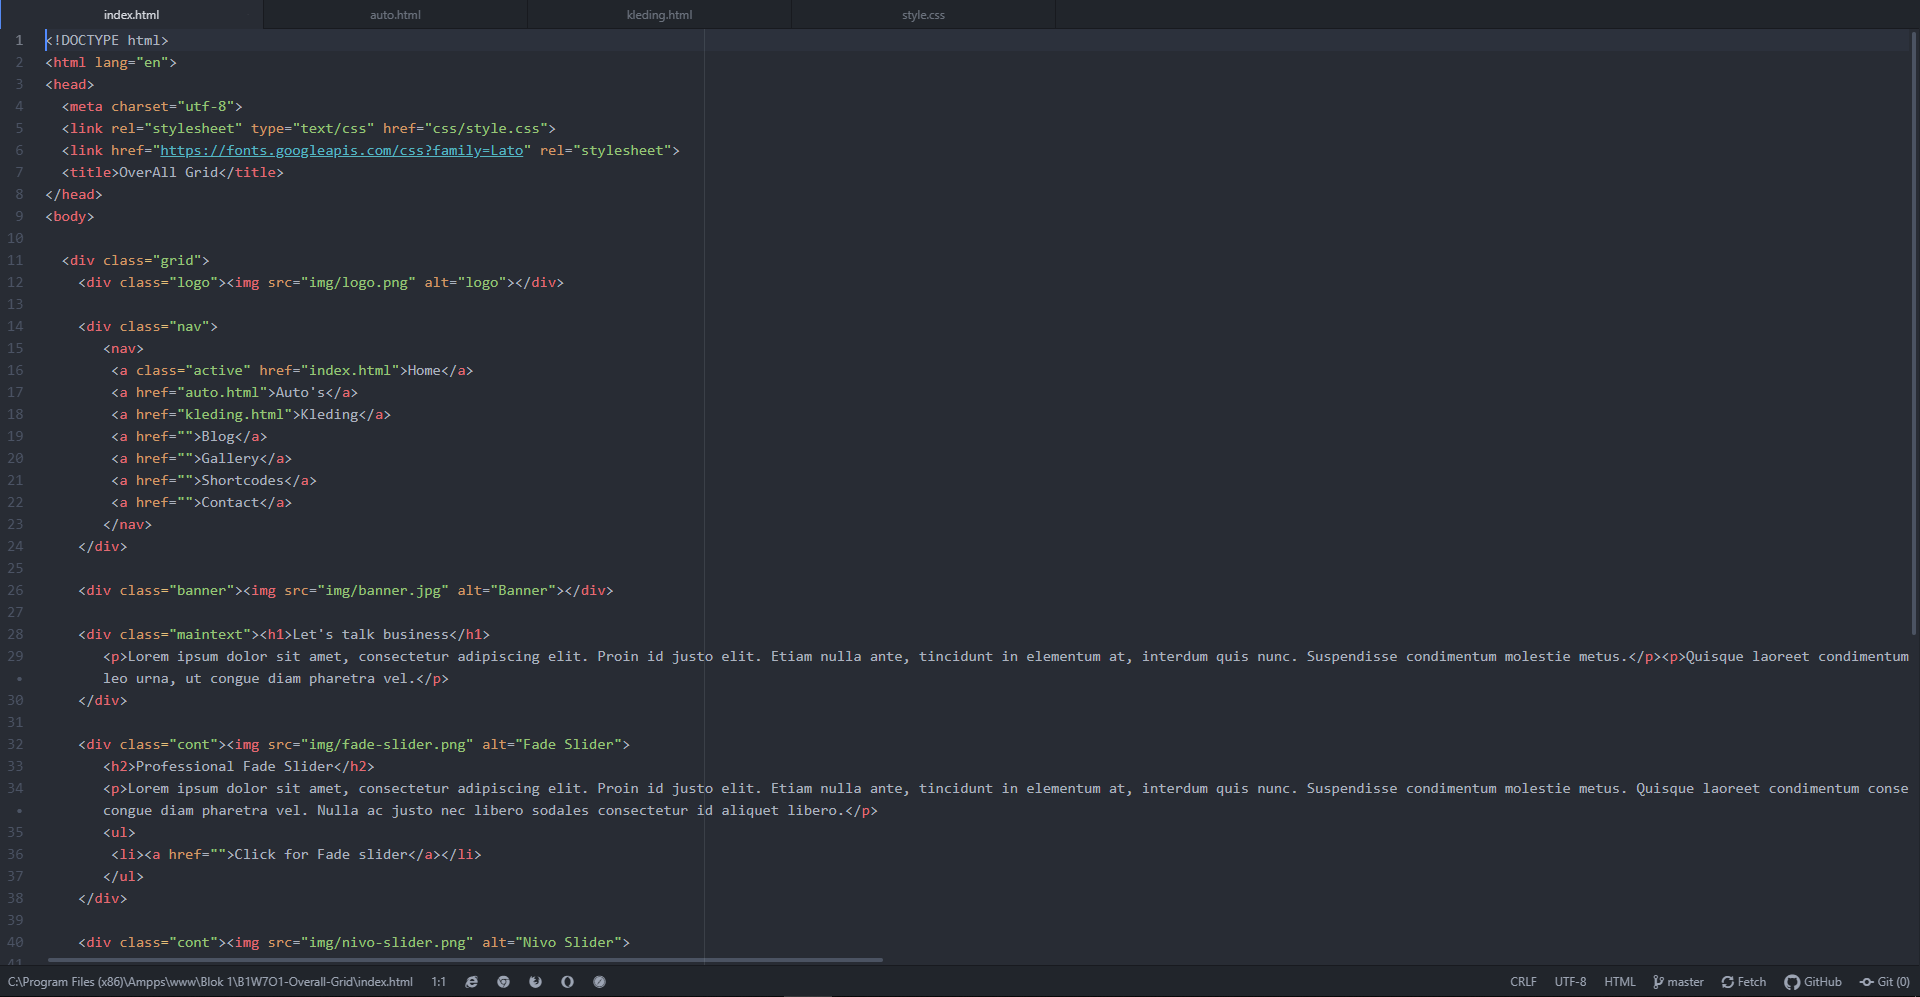 index.html
auto.html
kleding.html
style.css
1 <!DOCTYPE html>
2 <html lang="en">
3 <head>
4 <meta charset="utf-8">
5 <link rel="stylesheet" type="text/css" href="css/style.css">
6 <link href="https://fonts.googleapis.com/css?family=Lato" rel="stylesheet">
7 <title>OverAll Grid</title>
8 </head>
9 <body>
10
11 <div class="grid">
12 <div class="logo"><img src="img/logo.png" alt="logo"></div>
13
14 <div class="nav">
15 <nav>
16 <a class="active" href="index.html">Home</a>
17 <a href="auto.html">Auto's</a>
18 <a href="kleding.html">Kleding</a>
19 <a href="">Blog</a>
20 <a href="">Gallery</a>
21 <a href="">Shortcodes</a>
22 <a href="">Contact</a>
23 </nav>
24 </div>
25
26 <div class="banner"><img src="img/banner.jpg" alt="Banner"></div>
27
28 <div class="maintext"><h1>Let's talk business</h1>
29 <p>Lorem ipsum dolor sit amet, consectetur adipiscing elit. Proin id justo elit. Etiam nulla ante, tincidunt in elementum at, interdum quis nunc. Suspendisse condimentum molestie metus.</p><p>Quisque laoreet condimentum
• leo urna, ut congue diam pharetra vel.</p>
30 </div>
31
32 <div class="cont"><img src="img/fade-slider.png" alt="Fade Slider">
33 <h2>Professional Fade Slider</h2>
34 <p>Lorem ipsum dolor sit amet, consectetur adipiscing elit. Proin id justo elit. Etiam nulla ante, tincidunt in elementum at, interdum quis nunc. Suspendisse condimentum molestie metus. Quisque laoreet condimentum conse
• congue diam pharetra vel. Nulla ac justo nec libero sodales consectetur id aliquet libero.</p>
35 <ul>
36 <li><a href="">Click for Fade slider</a></li>
37 </ul>
38 </div>
39
40 <div class="cont"><img src="img/nivo-slider.png" alt="Nivo Slider">
41
C:\Program Files (x86)\Ampps\www\Blok 1\B1W7O1-Overall-Grid\index.html 1:1 CRLF UTF-8 HTML master Fetch GitHub Git (0)